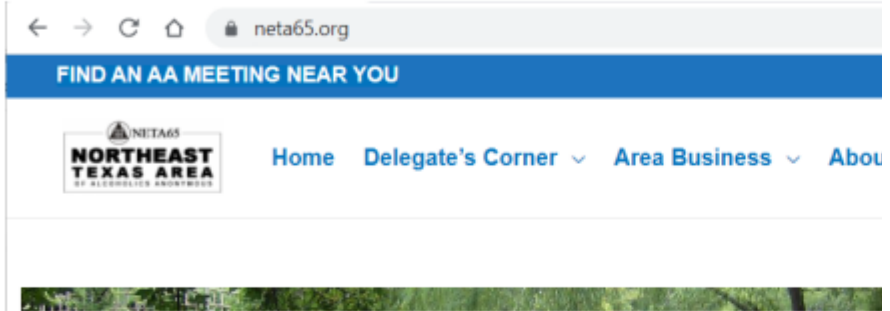 neta65.org
FIND AN AA MEETING NEAR YOU
NETA65
NORTHEAST
TEXAS AREA
OF ALCOHOLICS ANONYMOUS
Home Delegate's Corner Area Business Abou